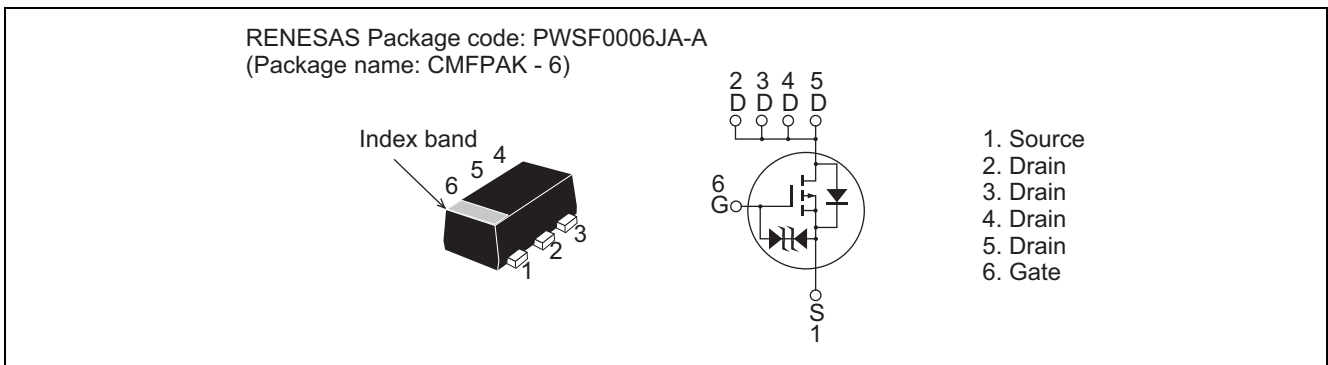 RENESAS Package code: PWSF0006JA-A
(Package name: CMFPAK - 6)
Index band
6 5 4
1 2 3
2 3 4 5
D D D D
6
G
S
1
1. Source
2. Drain
3. Drain
4. Drain
5. Drain
6. Gate